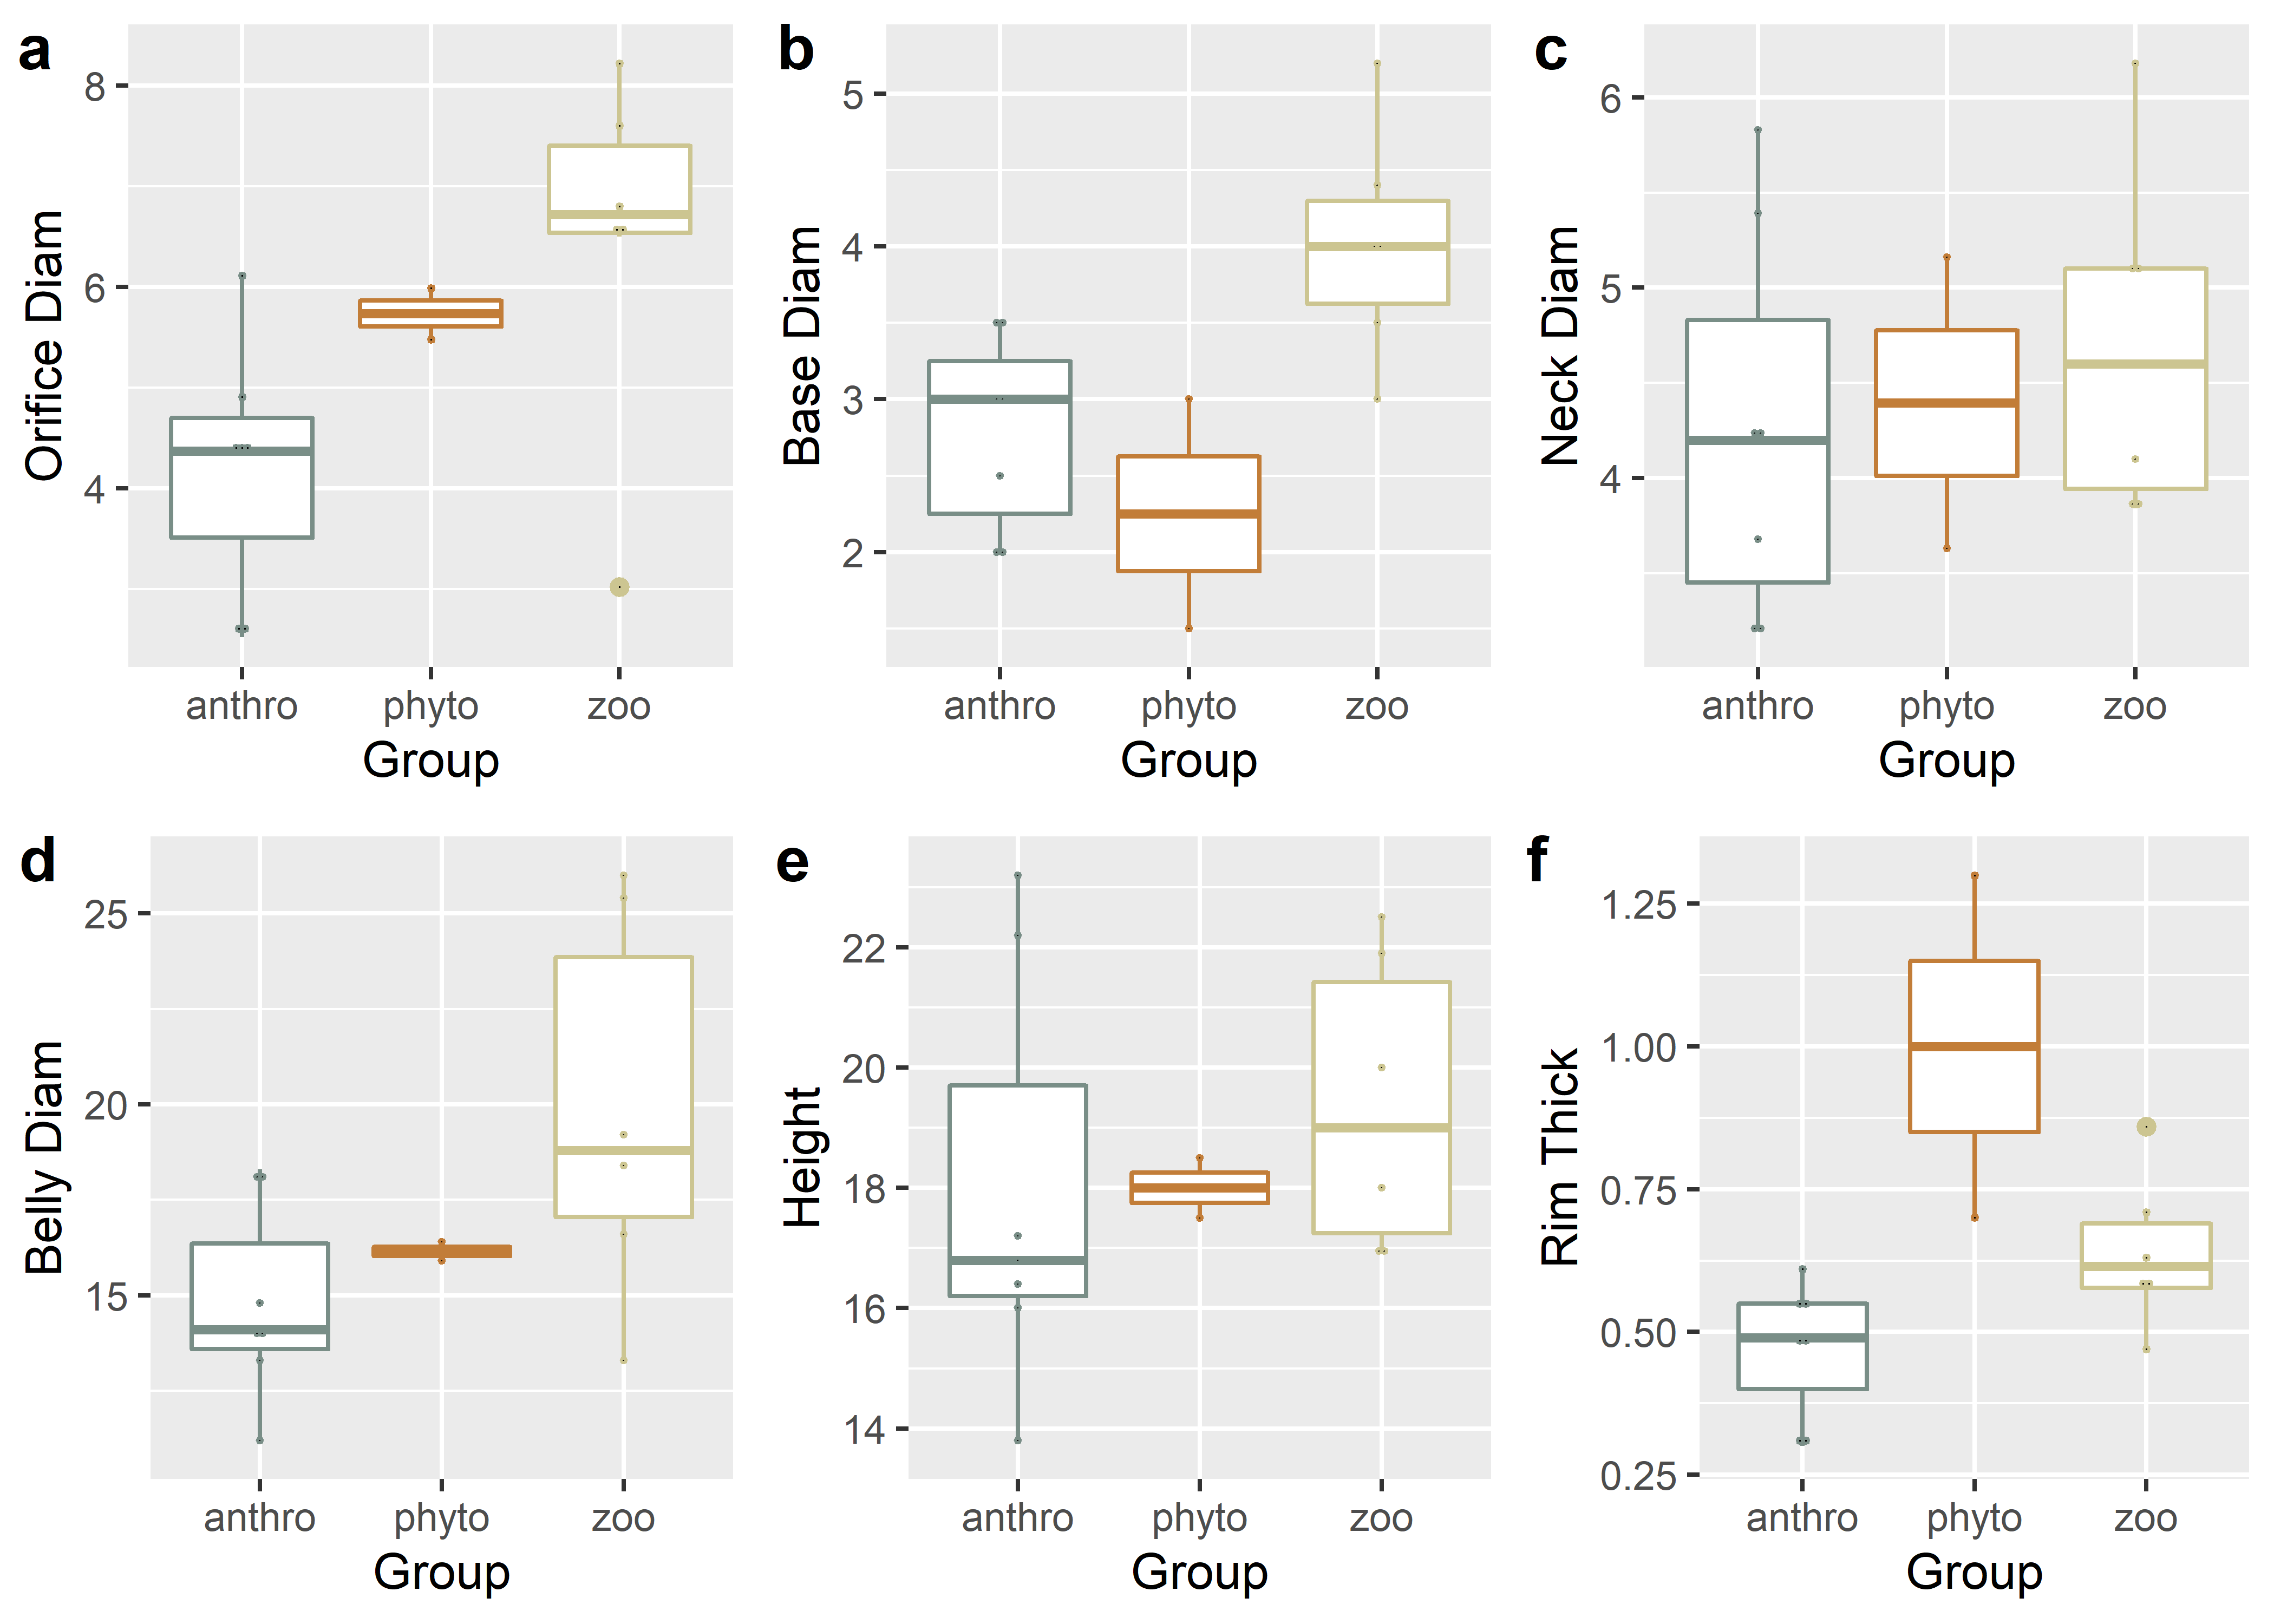 a
Orifice Diam
8
6
4
anthro phyto zoo
Group
b
Base Diam
5
4
3
2
anthro phyto zoo
Group
c
Neck Diam
6
5
4
anthro phyto zoo
Group
d
Belly Diam
25
20
15
anthro phyto zoo
Group
e
Height
22
20
18
16
14
anthro phyto zoo
Group
f
Rim Thick
1.25
1.00
0.75
0.50
0.25
anthro phyto zoo
Group